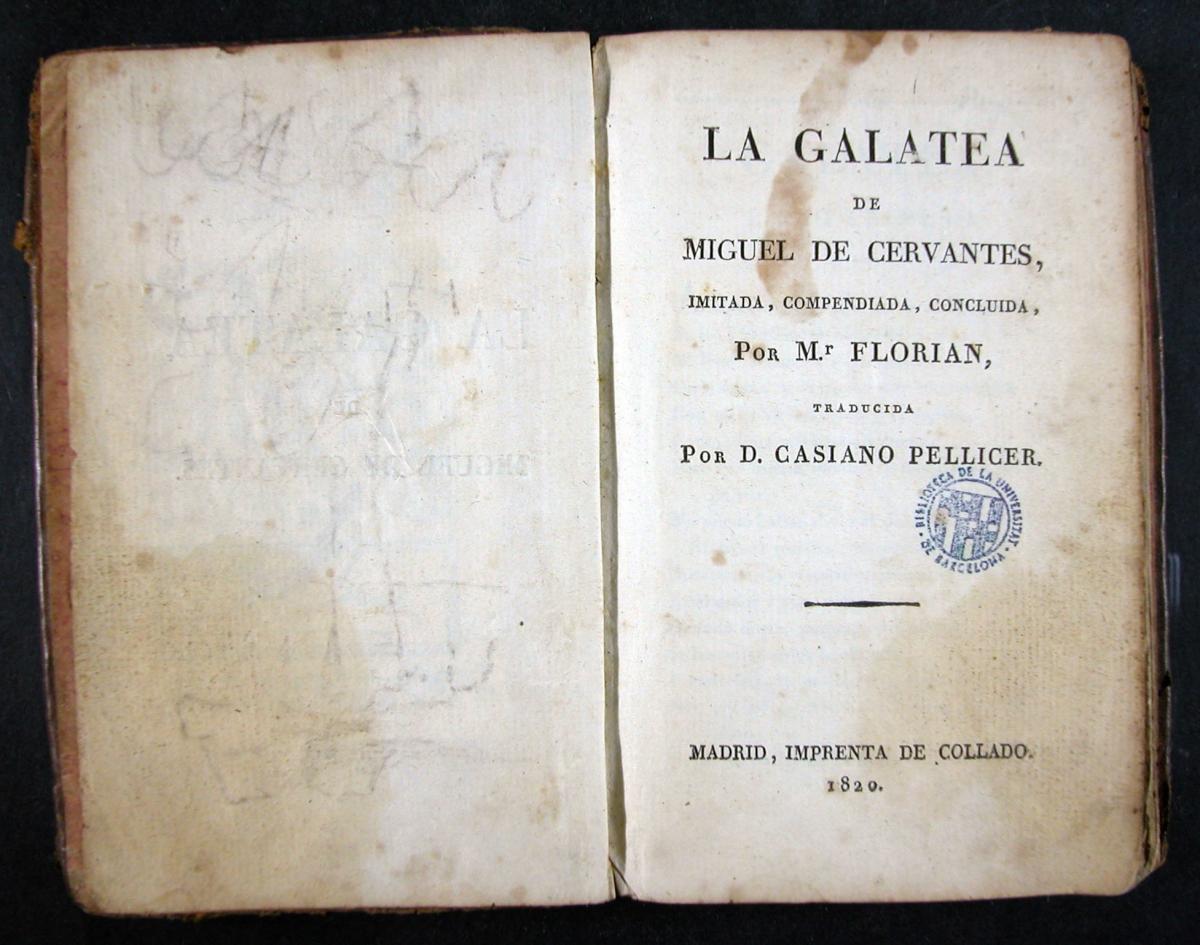 LA GALATEA
DE
MIGUEL DE CERVANTES,
IMITADA, COMPENDIADA, CONCLUIDA,
POR M.r FLORIAN,
TRADUCIDA
POR D. CASIANO PELLICER.
BIBLIOTECA DE LA UNIVERSITAT · DE BARCELONA ·
MADRID, IMPRENTA DE COLLADO.
1820.